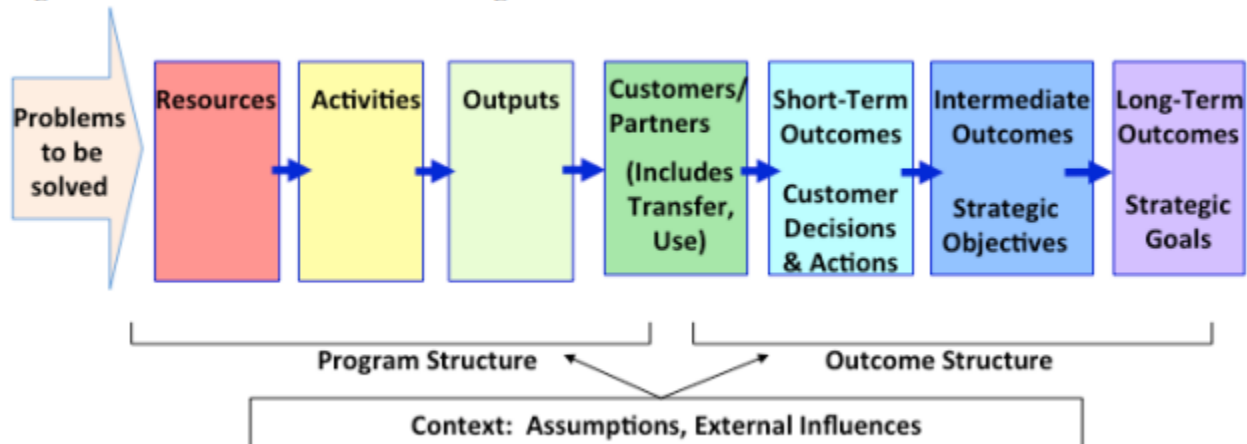 Problems
to be
solved
Resources
Activities
Outputs
Customers/
Partners
(Includes
Transfer,
Use)
Short-Term
Outcomes
Customer
Decisions
& Actions
Intermediate
Outcomes
Strategic
Objectives
Long-Term
Outcomes
Strategic
Goals
Program Structure
Outcome Structure
Context: Assumptions, External Influences